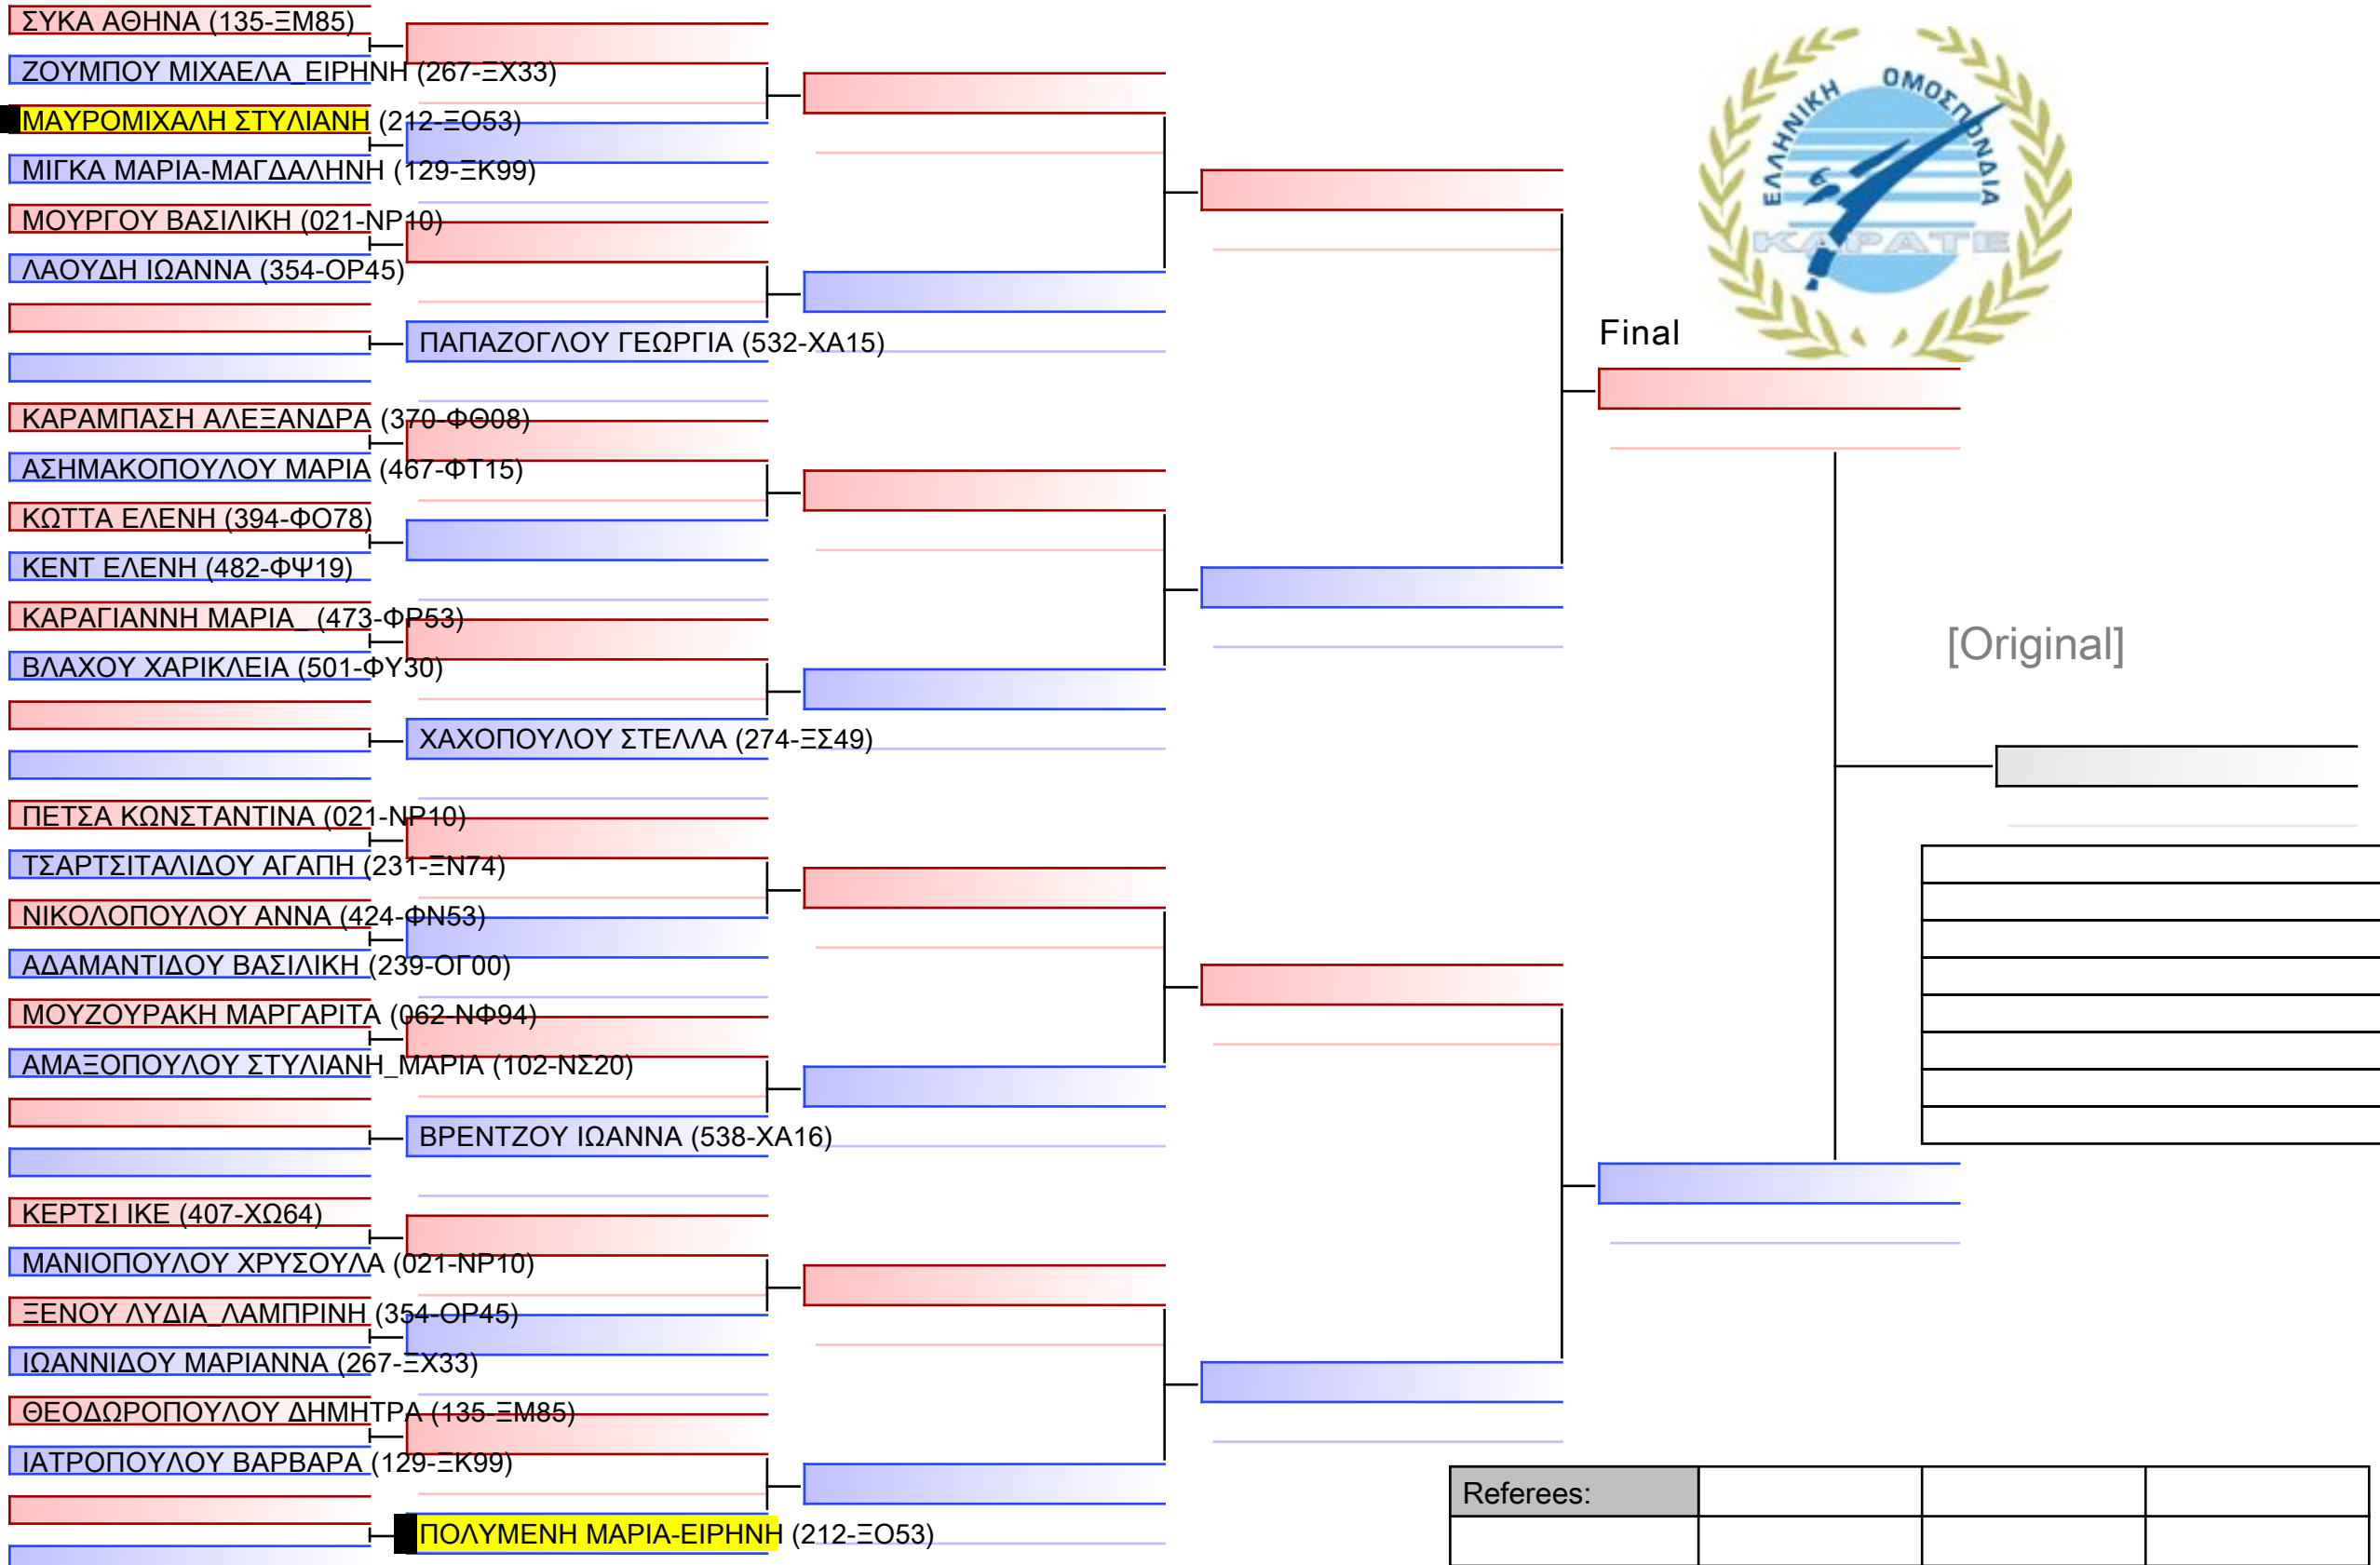 ΣΥΚΑ ΑΘΗΝΑ (135-ΞΜ85)
ΖΟΥΜΠΟΥ ΜΙΧΑΕΛΑ_ΕΙΡΗΝΗ (267-ΞΧ33)
ΜΑΥΡΟΜΙΧΑΛΗ ΣΤΥΛΙΑΝΗ (212-ΞΟ53)
ΜΙΓΚΑ ΜΑΡΙΑ-ΜΑΓΔΑΛΗΝΗ (129-ΞΚ99)
ΜΟΥΡΓΟΥ ΒΑΣΙΛΙΚΗ (021-ΝΡ10)
ΛΑΟΥΔΗ ΙΩΑΝΝΑ (354-ΟΡ45)
ΠΑΠΑΖΟΓΛΟΥ ΓΕΩΡΓΙΑ (532-ΧΑ15)
ΚΑΡΑΜΠΑΣΗ ΑΛΕΞΑΝΔΡΑ (370-ΦΘ08)
ΑΣΗΜΑΚΟΠΟΥΛΟΥ ΜΑΡΙΑ (467-ΦΤ15)
ΚΩΤΤΑ ΕΛΕΝΗ (394-ΦΟ78)
ΚΕΝΤ ΕΛΕΝΗ (482-ΦΨ19)
ΚΑΡΑΓΙΑΝΝΗ ΜΑΡΙΑ_ (473-ΦΡ53)
ΒΛΑΧΟΥ ΧΑΡΙΚΛΕΙΑ (501-ΦΥ30)
ΧΑΧΟΠΟΥΛΟΥ ΣΤΕΛΛΑ (274-ΞΣ49)
ΠΕΤΣΑ ΚΩΝΣΤΑΝΤΙΝΑ (021-ΝΡ10)
ΤΣΑΡΤΣΙΤΑΛΙΔΟΥ ΑΓΑΠΗ (231-ΞΝ74)
ΝΙΚΟΛΟΠΟΥΛΟΥ ΑΝΝΑ (424-ΦΝ53)
ΑΔΑΜΑΝΤΙΔΟΥ ΒΑΣΙΛΙΚΗ (239-ΟΓ00)
ΜΟΥΖΟΥΡΑΚΗ ΜΑΡΓΑΡΙΤΑ (062-ΝΦ94)
ΑΜΑΞΟΠΟΥΛΟΥ ΣΤΥΛΙΑΝΗ_ΜΑΡΙΑ (102-ΝΣ20)
ΒΡΕΝΤΖΟΥ ΙΩΑΝΝΑ (538-ΧΑ16)
ΚΕΡΤΣΙ ΙΚΕ (407-ΧΩ64)
ΜΑΝΙΟΠΟΥΛΟΥ ΧΡΥΣΟΥΛΑ (021-ΝΡ10)
ΞΕΝΟΥ ΛΥΔΙΑ_ΛΑΜΠΡΙΝΗ (354-ΟΡ45)
ΙΩΑΝΝΙΔΟΥ ΜΑΡΙΑΝΝΑ (267-ΞΧ33)
ΘΕΟΔΩΡΟΠΟΥΛΟΥ ΔΗΜΗΤΡΑ (135-ΞΜ85)
ΙΑΤΡΟΠΟΥΛΟΥ ΒΑΡΒΑΡΑ (129-ΞΚ99)
ΠΟΛΥΜΕΝΗ ΜΑΡΙΑ-ΕΙΡΗΝΗ (212-ΞΟ53)
ΕΛΛΗΝΙΚΗ ΟΜΟΣΠΟΝΔΙΑ
ΚΑΡΑΤΕ
Final
[Original]
Referees: